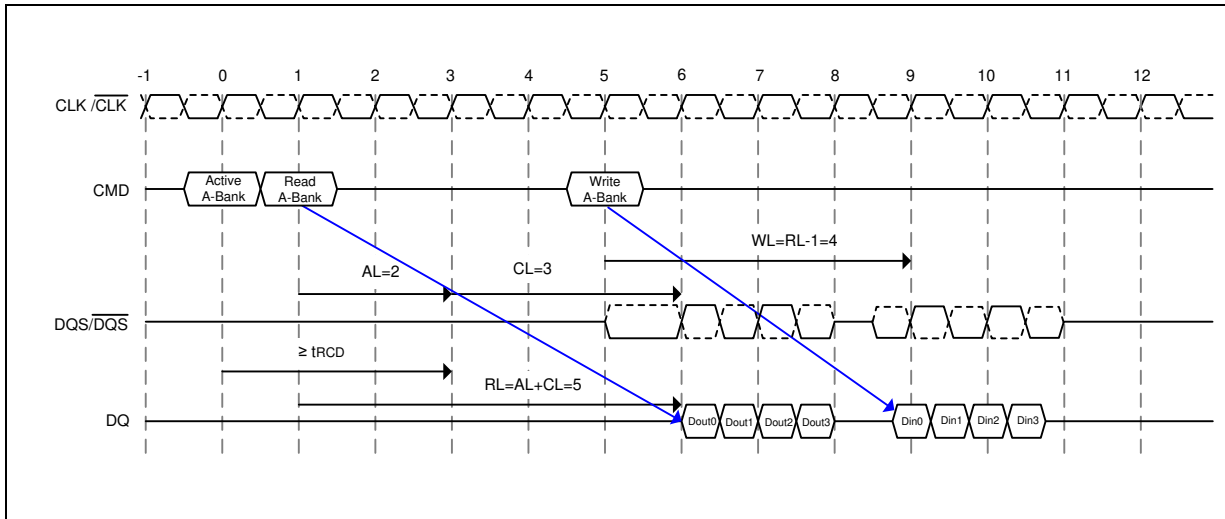 -1 0 1 2 3 4 5 6 7 8 9 10 11 12
CLK /CLK
Active Read Write
CMD
A-Bank A-Bank A-Bank
WL=RL-1=4
AL=2 CL=3
DQS/DQS
≥ tRCD
RL=AL+CL=5
DQ Dout0 Dout1 Dout2 Dout3 Din0 Din1 Din2 Din3